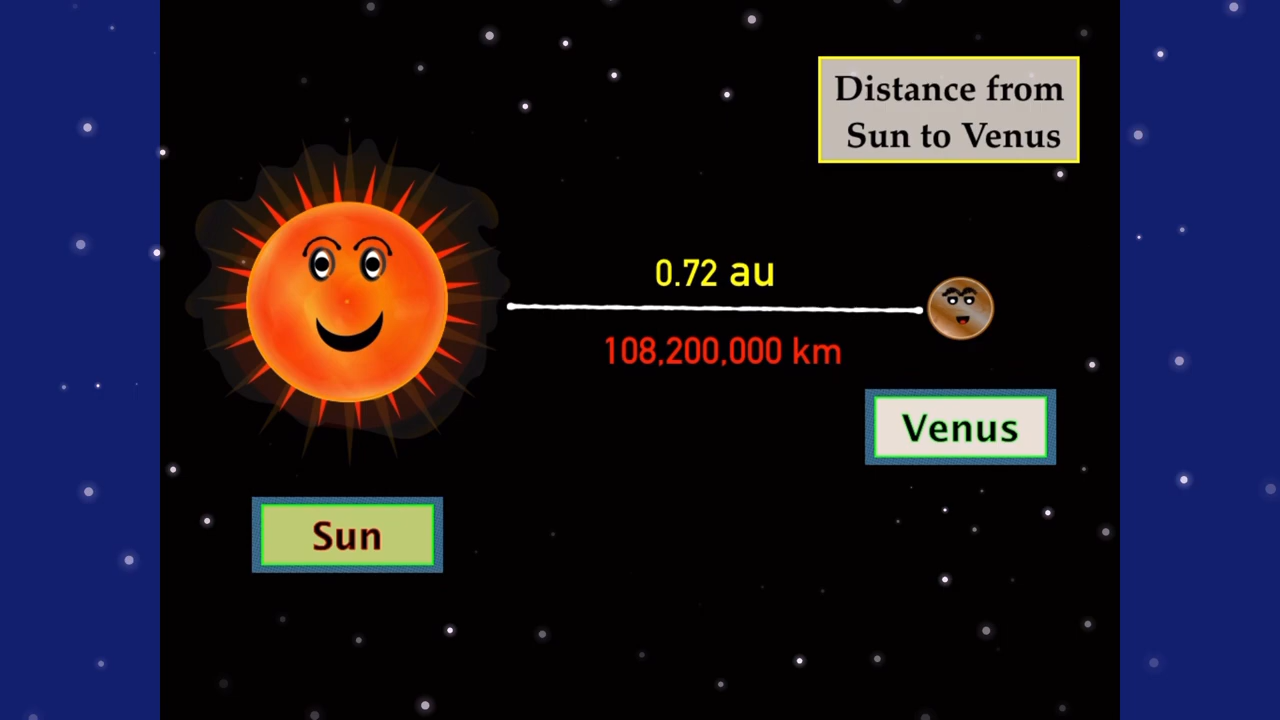 Distance from
Sun to Venus
0.72 au
108,200,000 km
Venus
Sun